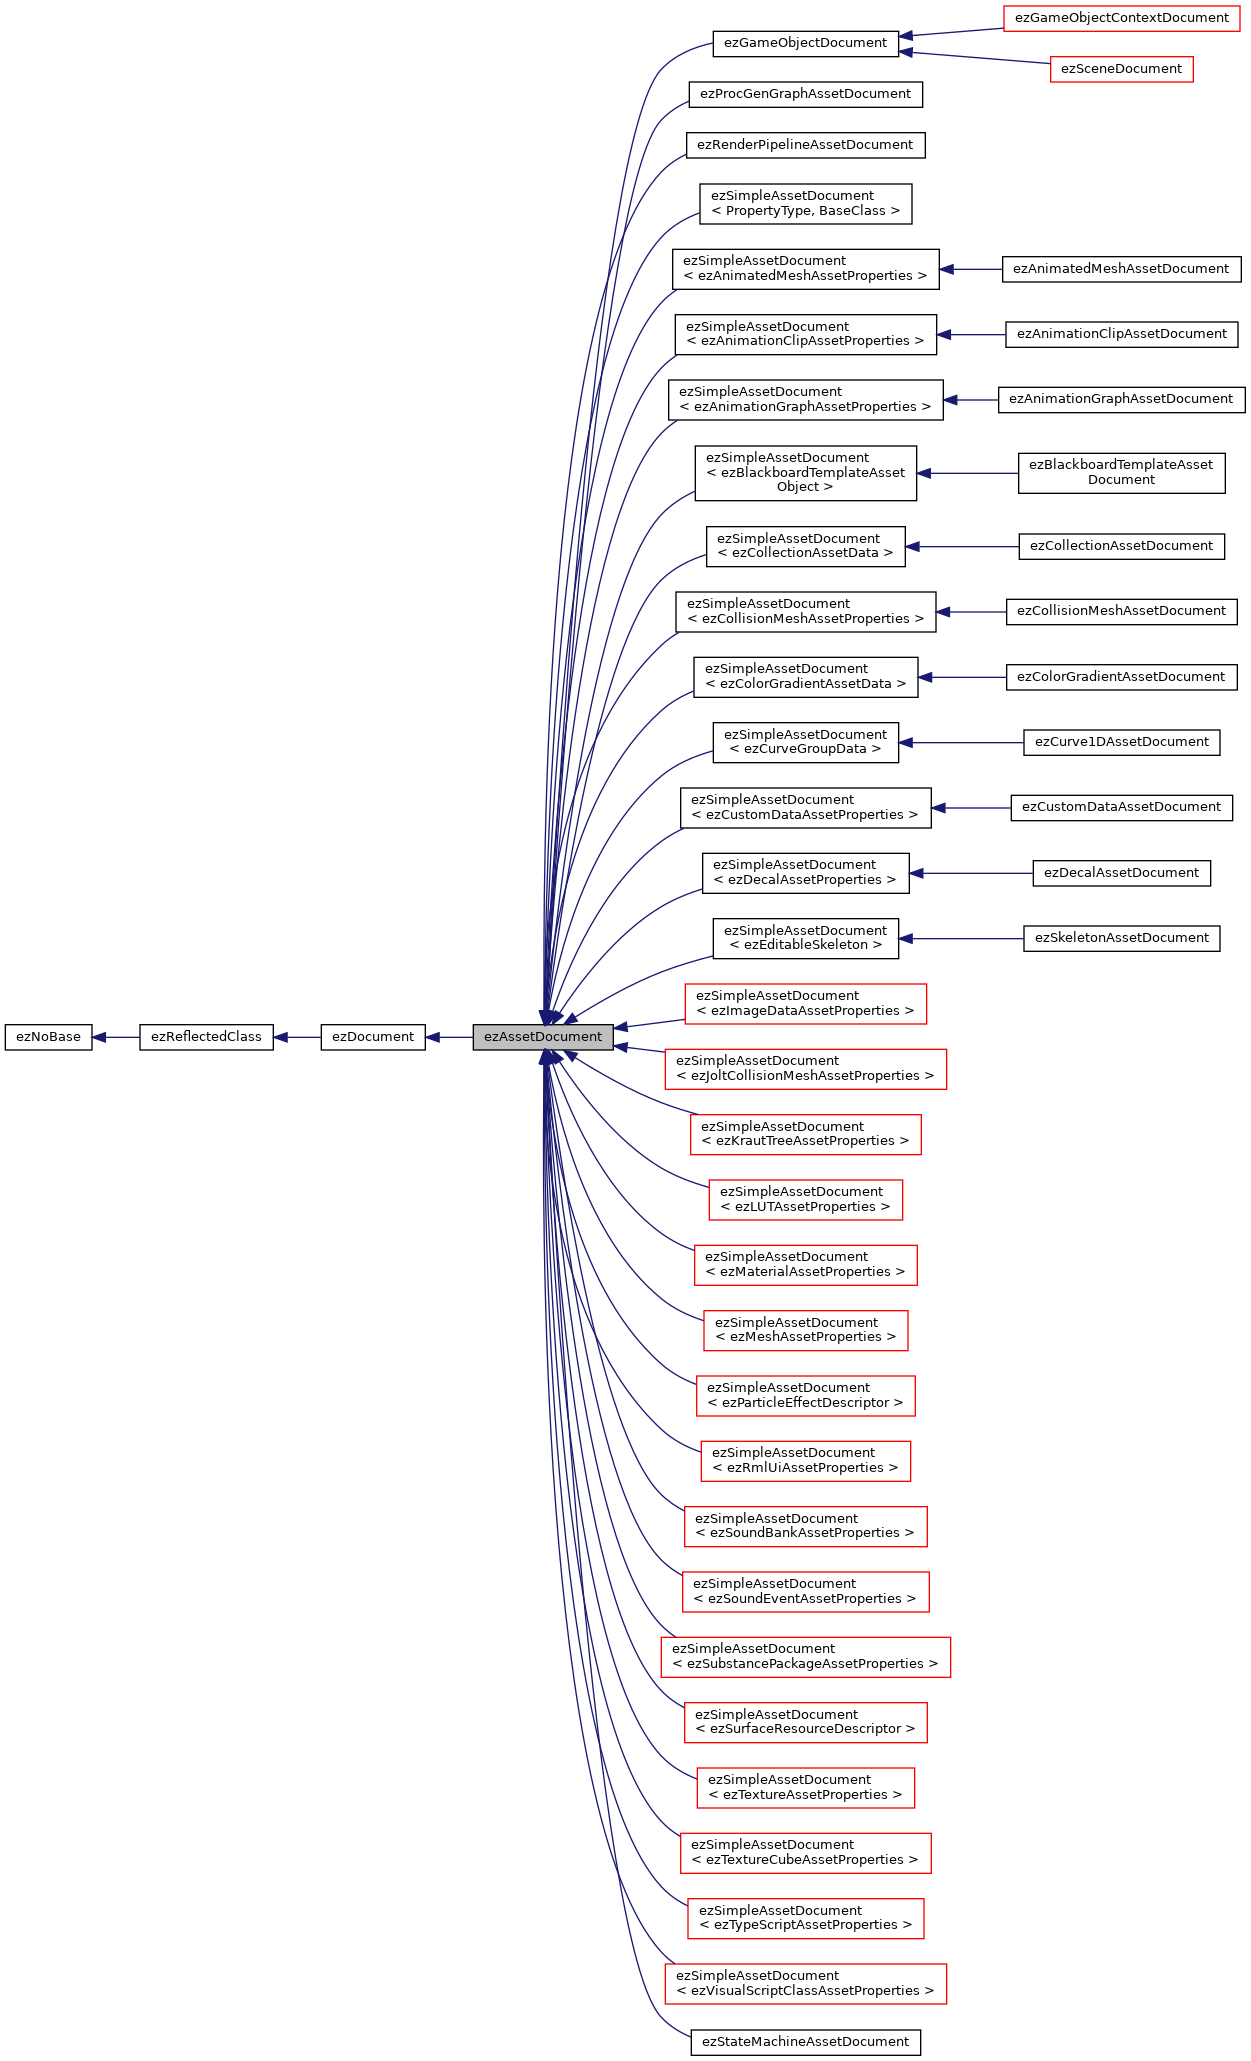 ezGameObjectDocument
ezGameObjectContextDocument
ezSceneDocument
ezProcGenGraphAssetDocument
ezRenderPipelineAssetDocument
ezSimpleAssetDocument
< PropertyType, BaseClass >
ezSimpleAssetDocument
< ezAnimatedMeshAssetProperties >
ezAnimatedMeshAssetDocument
ezSimpleAssetDocument
< ezAnimationClipAssetProperties >
ezAnimationClipAssetDocument
ezSimpleAssetDocument
< ezAnimationGraphAssetProperties >
ezAnimationGraphAssetDocument
ezSimpleAssetDocument
< ezBlackboardTemplateAsset
Object >
ezBlackboardTemplateAsset
Document
ezSimpleAssetDocument
< ezCollectionAssetData >
ezCollectionAssetDocument
ezSimpleAssetDocument
< ezCollisionMeshAssetProperties >
ezCollisionMeshAssetDocument
ezSimpleAssetDocument
< ezColorGradientAssetData >
ezColorGradientAssetDocument
ezSimpleAssetDocument
< ezCurveGroupData >
ezCurve1DAssetDocument
ezSimpleAssetDocument
< ezCustomDataAssetProperties >
ezCustomDataAssetDocument
ezSimpleAssetDocument
< ezDecalAssetProperties >
ezDecalAssetDocument
ezSimpleAssetDocument
< ezEditableSkeleton >
ezSkeletonAssetDocument
ezSimpleAssetDocument
< ezImageDataAssetProperties >
ezNoBase
ezReflectedClass
ezDocument
ezAssetDocument
ezSimpleAssetDocument
< ezJoltCollisionMeshAssetProperties >
ezSimpleAssetDocument
< ezKrautTreeAssetProperties >
ezSimpleAssetDocument
< ezLUTAssetProperties >
ezSimpleAssetDocument
< ezMaterialAssetProperties >
ezSimpleAssetDocument
< ezMeshAssetProperties >
ezSimpleAssetDocument
< ezParticleEffectDescriptor >
ezSimpleAssetDocument
< ezRmlUiAssetProperties >
ezSimpleAssetDocument
< ezSoundBankAssetProperties >
ezSimpleAssetDocument
< ezSoundEventAssetProperties >
ezSimpleAssetDocument
< ezSubstancePackageAssetProperties >
ezSimpleAssetDocument
< ezSurfaceResourceDescriptor >
ezSimpleAssetDocument
< ezTextureAssetProperties >
ezSimpleAssetDocument
< ezTextureCubeAssetProperties >
ezSimpleAssetDocument
< ezTypeScriptAssetProperties >
ezSimpleAssetDocument
< ezVisualScriptClassAssetProperties >
ezStateMachineAssetDocument